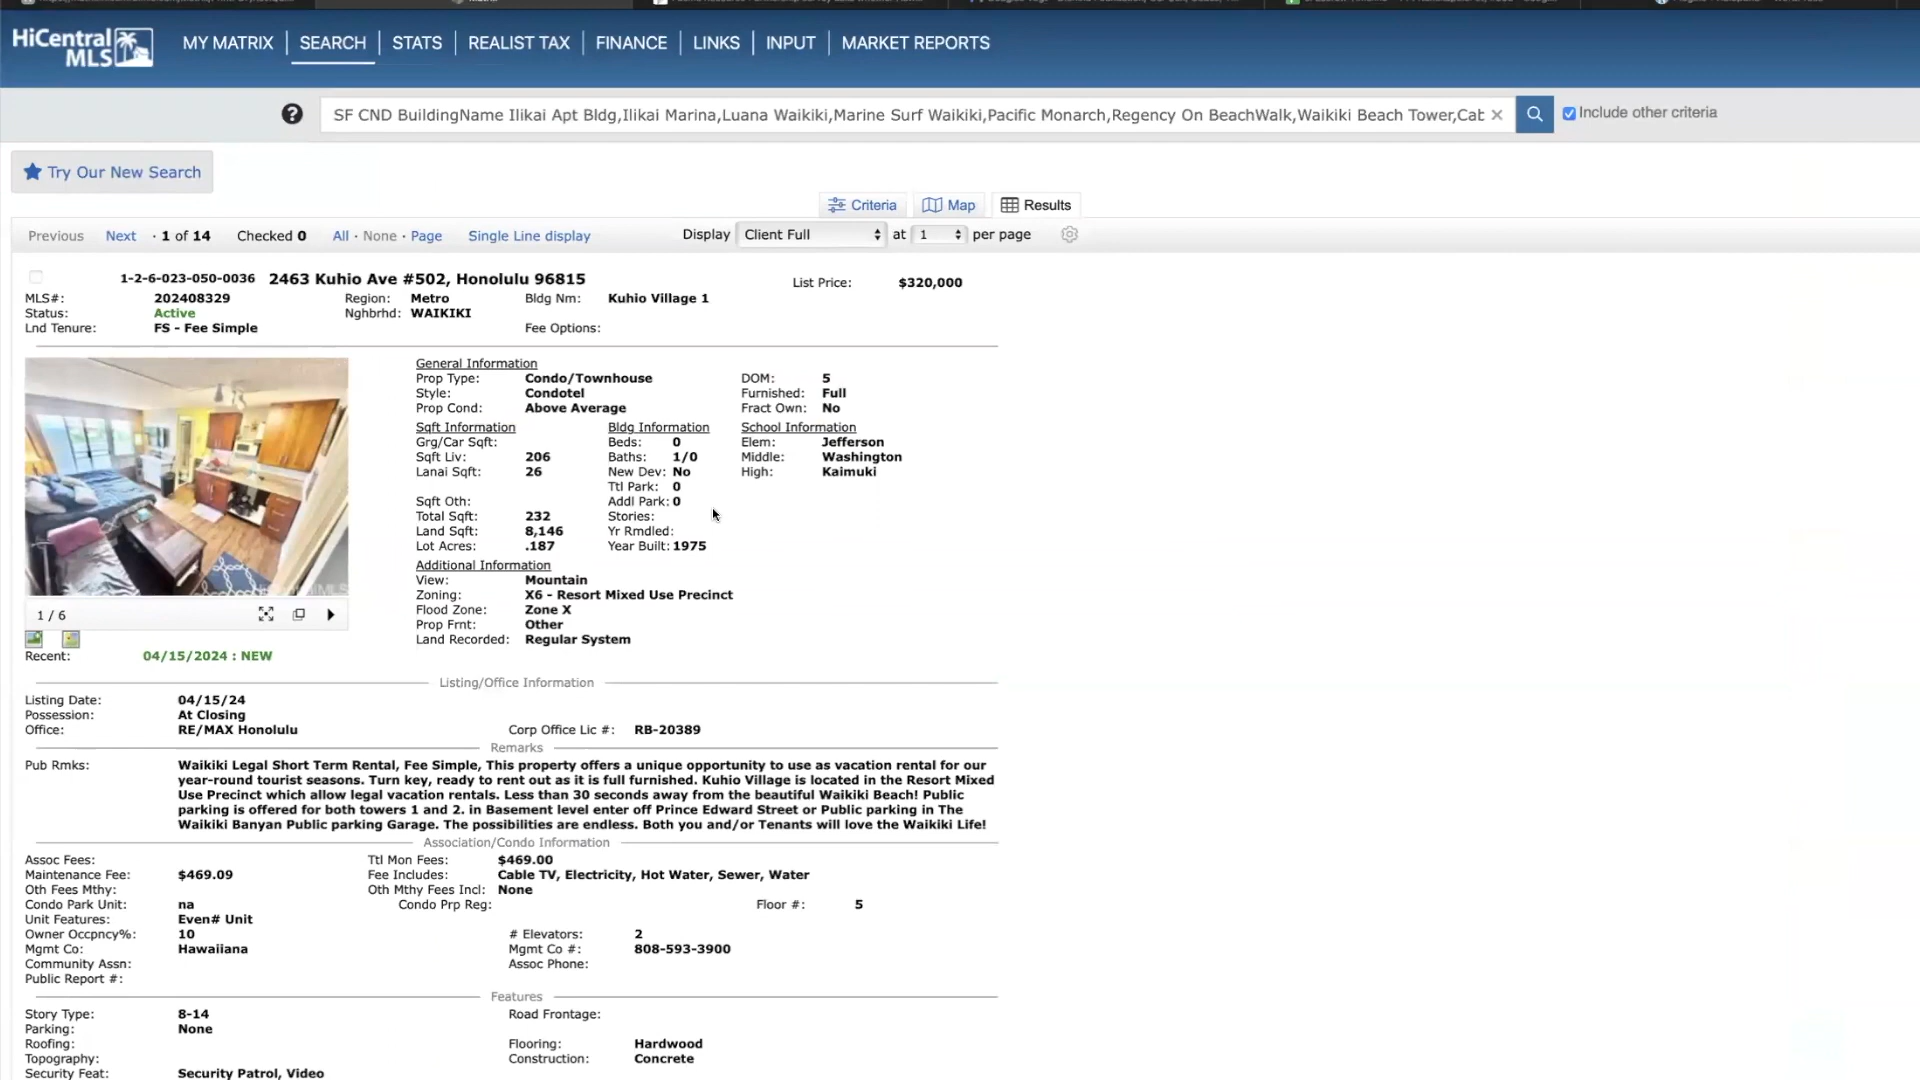 HiCentral MLS
MY MATRIX SEARCH STATS REALIST TAX FINANCE LINKS INPUT MARKET REPORTS
SF CND BuildingName Ilikai Apt Bldg,Ilikai Marina,Luana Waikiki,Marine Surf Waikiki,Pacific Monarch,Regency On BeachWalk,Waikiki Beach Tower,Cab
Include other criteria
Try Our New Search
Criteria Map Results
Previous Next · 1 of 14 Checked 0 All · None · Page Single Line display Display Client Full at 1 per page
1-2-6-023-050-0036 2463 Kuhio Ave #502, Honolulu 96815 List Price: $320,000
MLS#: 202408329 Region: Metro Bldg Nm: Kuhio Village 1
Status: Active Nghbrhd: WAIKIKI
Lnd Tenure: FS - Fee Simple Fee Options:
General Information
Prop Type: Condo/Townhouse DOM: 5
Style: Condotel Furnished: Full
Prop Cond: Above Average Fract Own: No
Sqft Information Bldg Information School Information
Grg/Car Sqft: Beds: 0 Elem: Jefferson
Sqft Liv: 206 Baths: 1/0 Middle: Washington
Lanai Sqft: 26 New Dev: No High: Kaimuki
Ttl Park: 0
Sqft Oth: Addl Park: 0
Total Sqft: 232 Stories:
Land Sqft: 8,146 Yr Rmdled:
Lot Acres: .187 Year Built: 1975
Additional Information
View: Mountain
Zoning: X6 - Resort Mixed Use Precinct
Flood Zone: Zone X
Prop Frnt: Other
Land Recorded: Regular System
1 / 6
Recent: 04/15/2024 : NEW
Listing/Office Information
Listing Date: 04/15/24
Possession: At Closing
Office: RE/MAX Honolulu Corp Office Lic #: RB-20389
Remarks
Pub Rmks: Waikiki Legal Short Term Rental, Fee Simple, This property offers a unique opportunity to use as vacation rental for our
year-round tourist seasons. Turn key, ready to rent out as it is full furnished. Kuhio Village is located in the Resort Mixed
Use Precinct which allow legal vacation rentals. Less than 30 seconds away from the beautiful Waikiki Beach! Public
parking is offered for both towers 1 and 2. in Basement level enter off Prince Edward Street or Public parking in The
Waikiki Banyan Public parking Garage. The possibilities are endless. Both you and/or Tenants will love the Waikiki Life!
Association/Condo Information
Assoc Fees: Ttl Mon Fees: $469.00
Maintenance Fee: $469.09 Fee Includes: Cable TV, Electricity, Hot Water, Sewer, Water
Oth Fees Mthy: Oth Mthy Fees Incl: None
Condo Park Unit: na Condo Prp Reg: Floor #: 5
Unit Features: Even# Unit
Owner Occpncy%: 10 # Elevators: 2
Mgmt Co: Hawaiiana Mgmt Co #: 808-593-3900
Community Assn: Assoc Phone:
Public Report #:
Features
Story Type: 8-14 Road Frontage:
Parking: None
Roofing: Flooring: Hardwood
Topography: Construction: Concrete
Security Feat: Security Patrol, Video